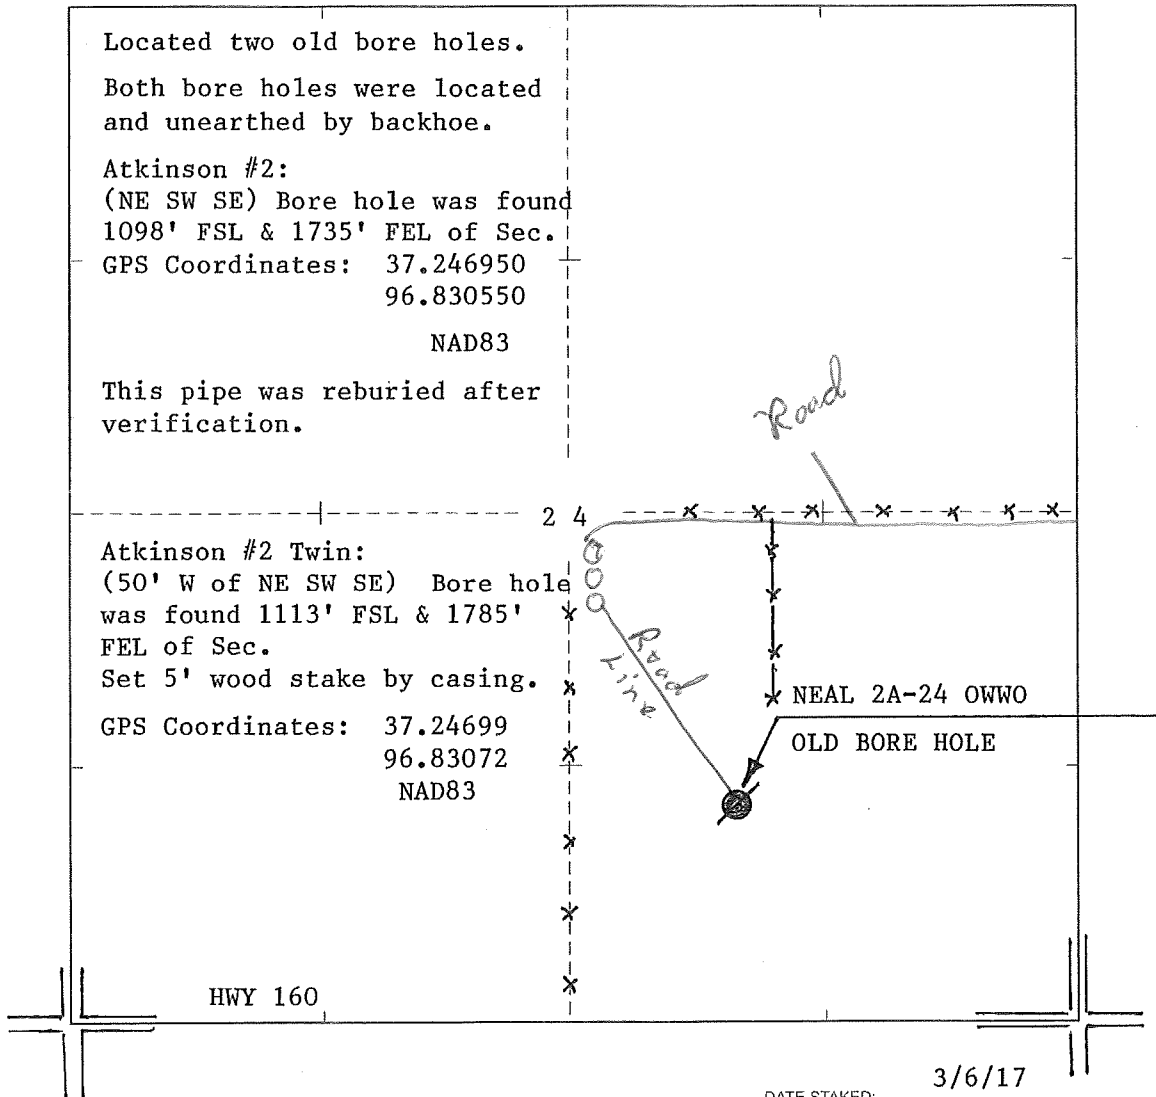 Located two old bore holes.
Both bore holes were located
and unearthed by backhoe.
Atkinson #2:
(NE SW SE) Bore hole was found
1098' FSL & 1735' FEL of Sec.
GPS Coordinates: 37.246950
96.830550
NAD83
This pipe was reburied after
verification.
Road
24
Atkinson #2 Twin:
(50' W of NE SW SE) Bore hole
was found 1113' FSL & 1785'
FEL of Sec.
Set 5' wood stake by casing.
GPS Coordinates: 37.24699
96.83072
NAD83
Road
Line
NEAL 2A-24 OWWO
OLD BORE HOLE
HWY 160
3/6/17
DATE STAKED: